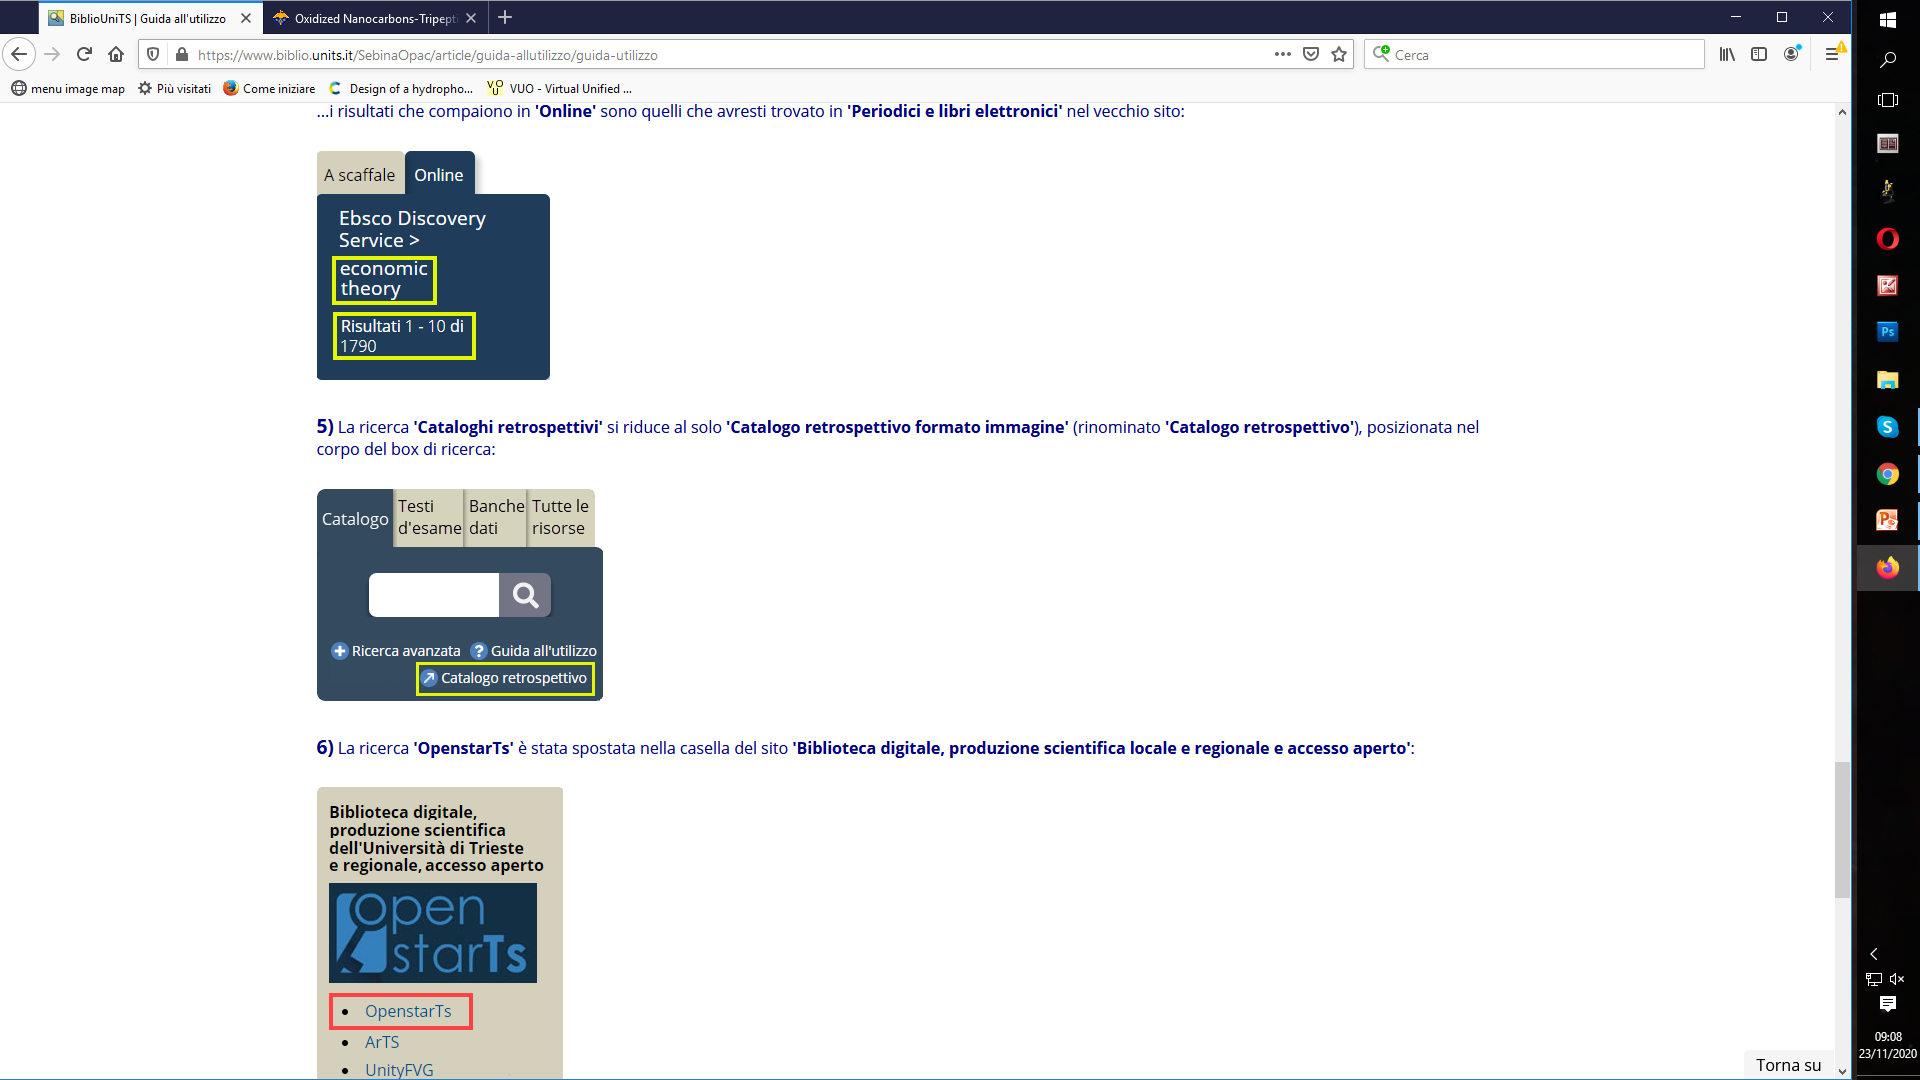 BiblioUniTS | Guida all'utilizzo
Oxidized Nanocarbons-Tripepti
https://www.biblio.units.it/SebinaOpac/article/guida-allutilizzo/guida-utilizzo
Cerca
menu image map
Più visitati
Come iniziare
Design of a hydropho...
VUO - Virtual Unified ...
...i risultati che compaiono in 'Online' sono quelli che avresti trovato in 'Periodici e libri elettronici' nel vecchio sito:
A scaffale
Online
Ebsco Discovery
Service >
economic
theory
Risultati 1 - 10 di
1790
5) La ricerca 'Cataloghi retrospettivi' si riduce al solo 'Catalogo retrospettivo formato immagine' (rinominato 'Catalogo retrospettivo'), posizionata nel
corpo del box di ricerca:
Catalogo
Testi
d'esame
Banche
dati
Tutte le
risorse
Ricerca avanzata
Guida all'utilizzo
Catalogo retrospettivo
6) La ricerca 'OpenstarTs' è stata spostata nella casella del sito 'Biblioteca digitale, produzione scientifica locale e regionale e accesso aperto':
Biblioteca digitale,
produzione scientifica
dell'Università di Trieste
e regionale, accesso aperto
open
starTs
OpenstarTs
ArTS
UnityFVG
Torna su
Ps
09:08
23/11/2020